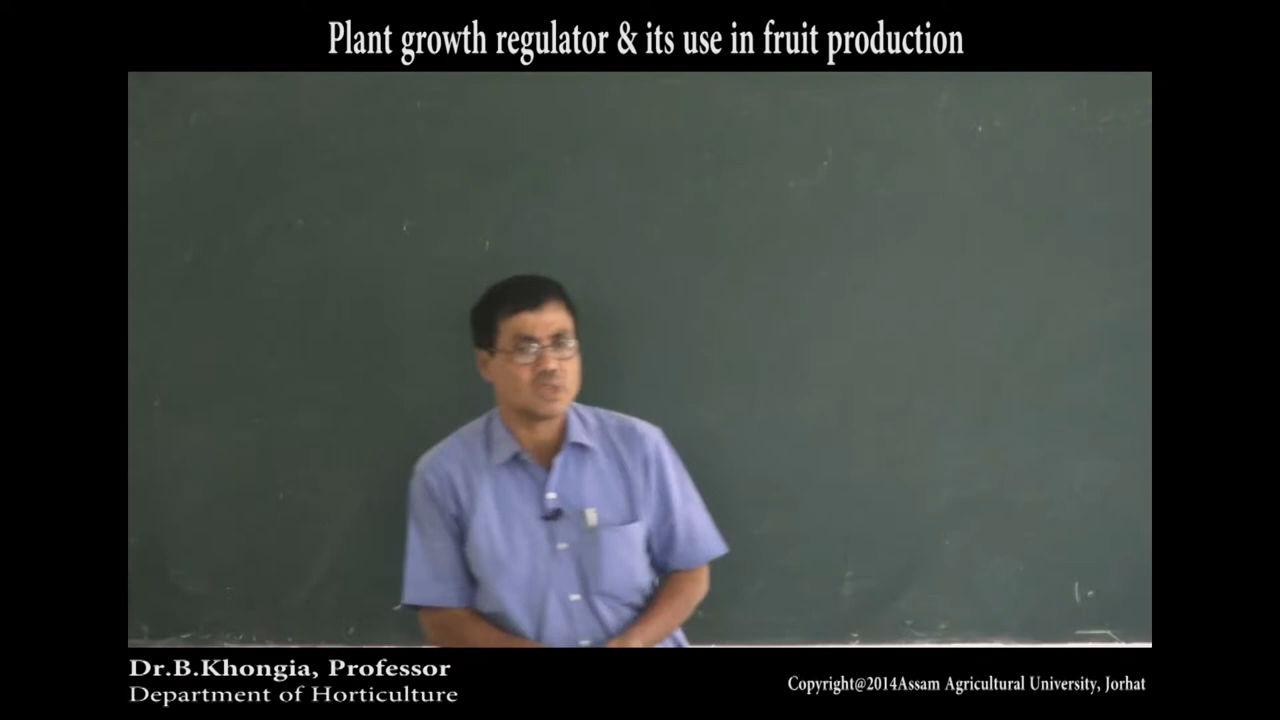 Plant growth regulator & its use in fruit production
Dr.B.Khongia, Professor
Department of Horticulture
Copyright@2014Assam Agricultural University, Jorhat